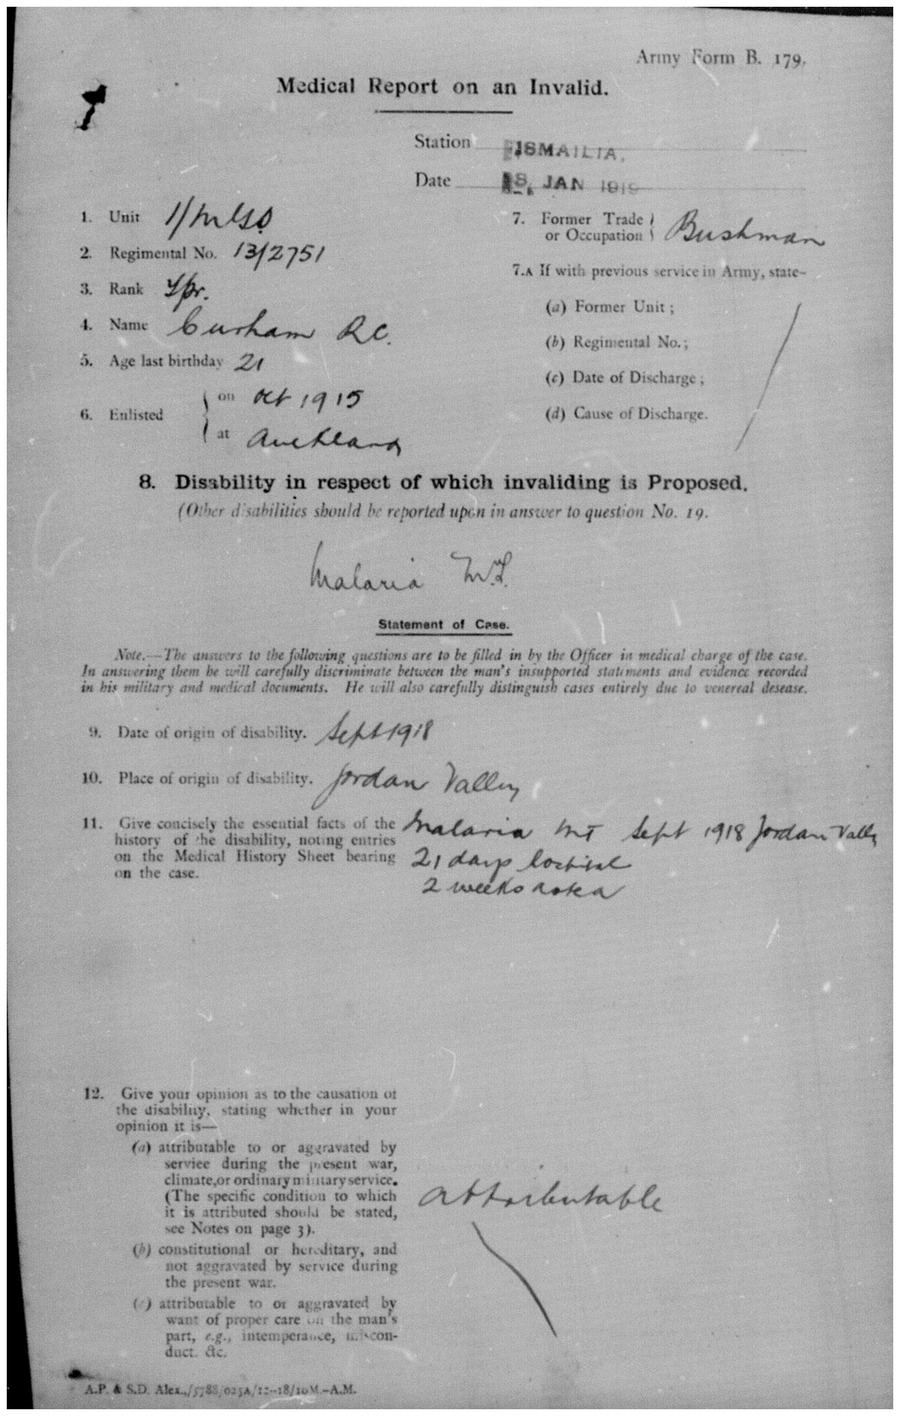 Army Form B. 179.
Medical Report on an Invalid.
Station ISMAILIA.
Date 8, JAN 1919
1. Unit
2. Regimental No. 13/2751
3. Rank Tpr.
4. Name Curham R.C.
5. Age last birthday 21
6. Enlisted on Oct 1915
at Auckland
7. Former Trade or Occupation Bushman
7.A If with previous service in Army, state—
(a) Former Unit ;
(b) Regimental No.;
(c) Date of Discharge ;
(d) Cause of Discharge.
8. Disability in respect of which invaliding is Proposed.
(Other disabilities should be reported upon in answer to question No. 19.
Malaria M.T.
Statement of Case.
Note.—The answers to the following questions are to be filled in by the Officer in medical charge of the case.
In answering them he will carefully discriminate between the man's insupported statements and evidence recorded
in his military and medical documents. He will also carefully distinguish cases entirely due to venereal desease.
9. Date of origin of disability. Sept 1918
10. Place of origin of disability. Jordan Valley
11. Give concisely the essential facts of the
history of the disability, noting entries
on the Medical History Sheet bearing
on the case.
Malaria MT Sept 1918 Jordan Valley
21 days hospital
2 weeks
12. Give your opinion as to the causation of
the disability, stating whether in your
opinion it is—
(a) attributable to or aggravated by
service during the present war,
climate,or ordinary military service.
(The specific condition to which
it is attributed should be stated,
see Notes on page 3).
attributable
(b) constitutional or hereditary, and
not aggravated by service during
the present war.
(c) attributable to or aggravated by
want of proper care on the man's
part, e.g., intemperance, miscon-
duct. &c.
A.P. & S.D. Alex.,/5788/025A/12-18/10M.-A.M.